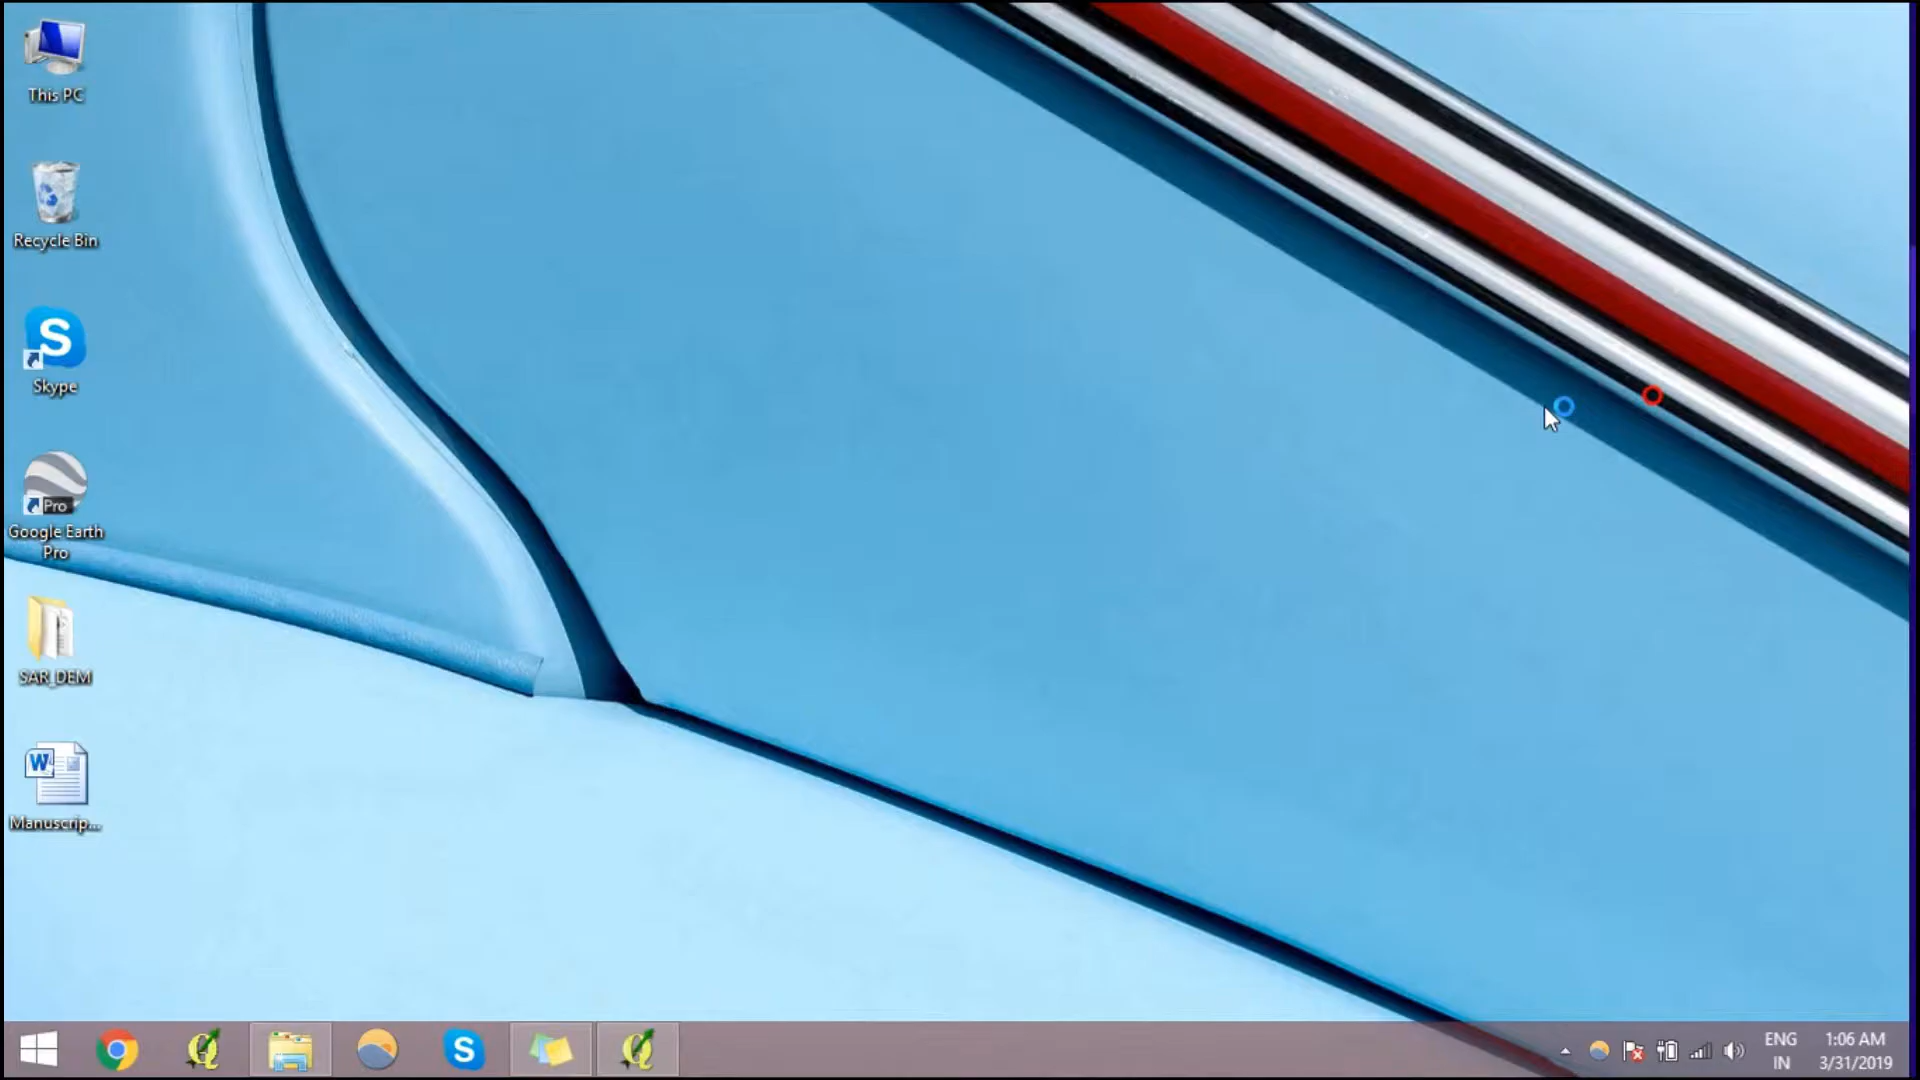 This PC
Recycle Bin
S
Skype
Pro
Google Earth
Pro
SAR_DEM
W
Manuscrip...
S
ENG
IN
1:06 AM
3/31/2019